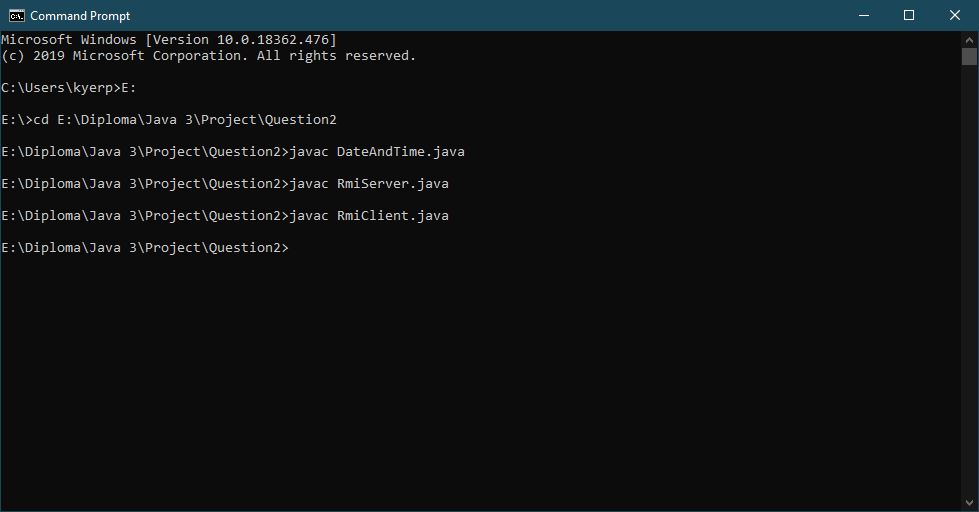 Command Prompt
Microsoft Windows [Version 10.0.18362.476]
(c) 2019 Microsoft Corporation. All rights reserved.
C:\Users\kyerp>E:
E:\>cd E:\Diploma\Java 3\Project\Question2
E:\Diploma\Java 3\Project\Question2>javac DateAndTime.java
E:\Diploma\Java 3\Project\Question2>javac RmiServer.java
E:\Diploma\Java 3\Project\Question2>javac RmiClient.java
E:\Diploma\Java 3\Project\Question2>